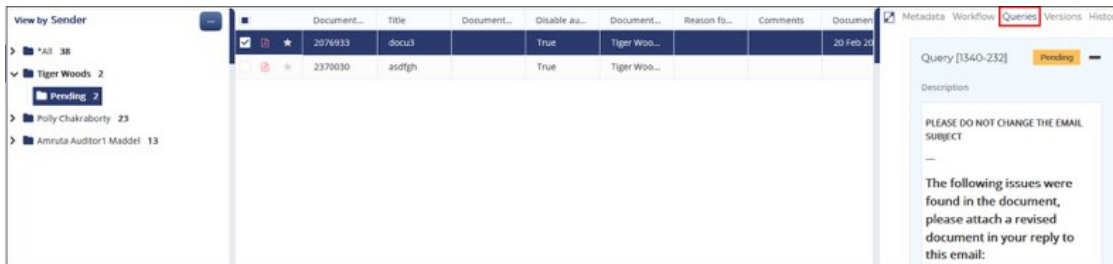 View by Sender
...
*All 38
Tiger Woods 2
Pending 2
Polly Chakraborty 23
Amruta Auditor1 Maddel 13
Document... Title Document... Disable au... Document... Reason fo... Comments Documen
2076933 docu3 True Tiger Woo... 20 Feb 20
2370030 asdfgh True Tiger Woo...
Metadata Workflow Queries Versions Histo
Query [1340-232] Pending
Description
PLEASE DO NOT CHANGE THE EMAIL
SUBJECT
—
The following issues were
found in the document,
please attach a revised
document in your reply to
this email: